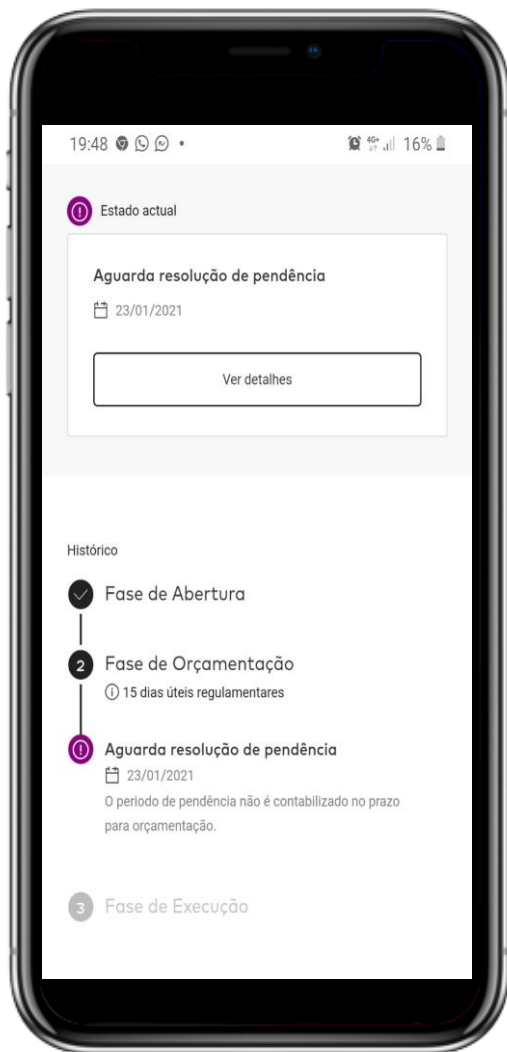 19:48
4G+
16%
Estado actual
Aguarda resolução de pendência
23/01/2021
Ver detalhes
Histórico
Fase de Abertura
2 Fase de Orçamentação
15 dias úteis regulamentares
Aguarda resolução de pendência
23/01/2021
O periodo de pendência não é contabilizado no prazo
para orçamentação.
3 Fase de Execução